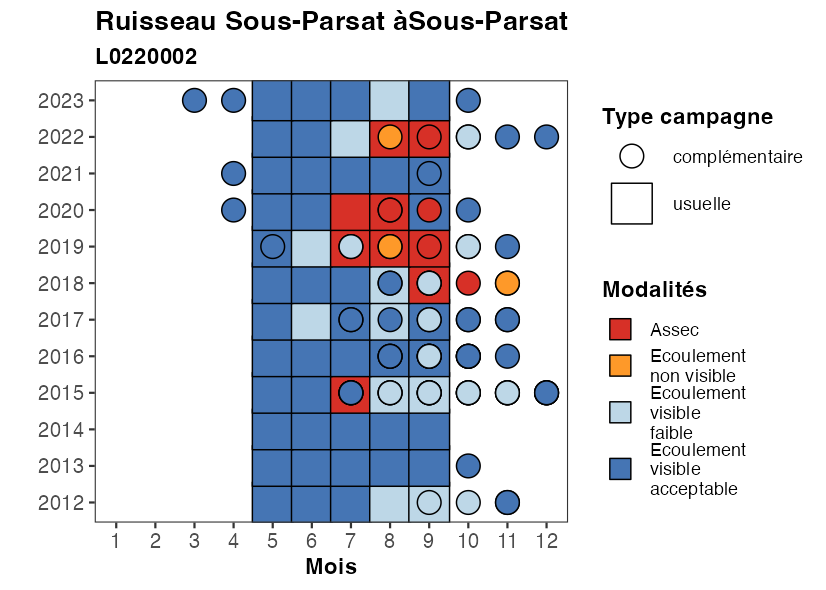 Ruisseau Sous-Parsat àSous-Parsat
L0220002
2023
2022
2021
2020
2019
2018
2017
2016
2015
2014
2013
2012
1 2 3 4 5 6 7 8 9 10 11 12
Mois
Type campagne
complémentaire
usuelle
Modalités
Assec
Ecoulement
non visible
Ecoulement
visible
faible
Ecoulement
visible
acceptable